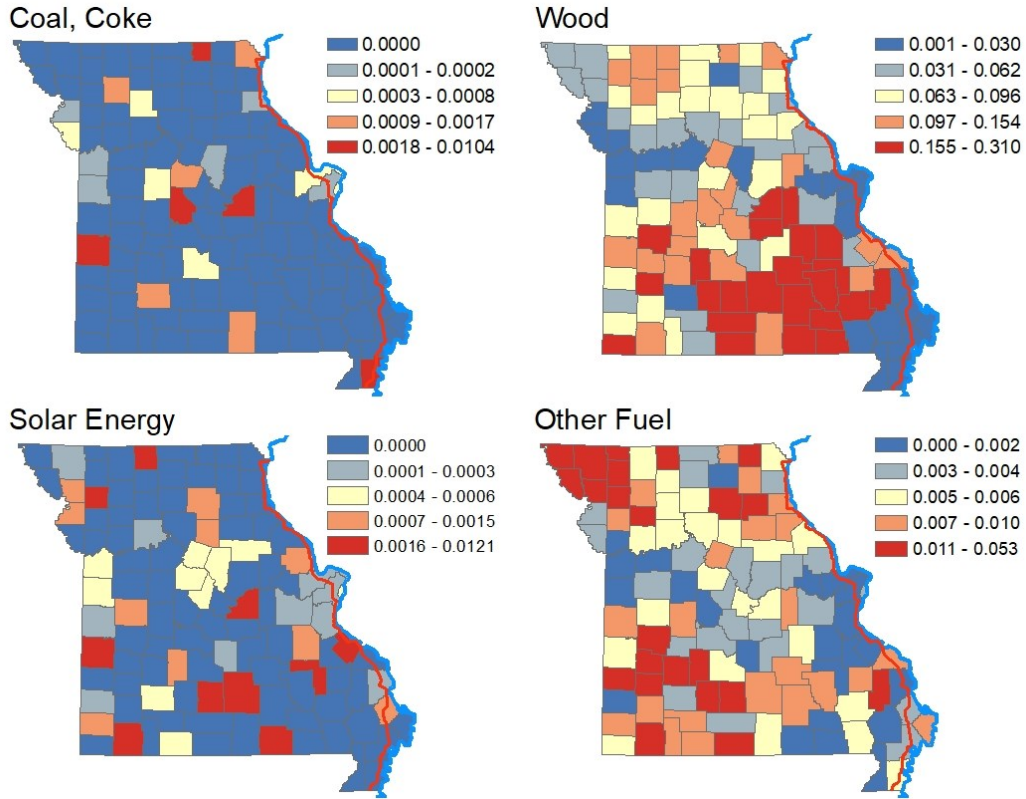 Coal, Coke
0.0000
0.0001 - 0.0002
0.0003 - 0.0008
0.0009 - 0.0017
0.0018 - 0.0104
Wood
0.001 - 0.030
0.031 - 0.062
0.063 - 0.096
0.097 - 0.154
0.155 - 0.310
Solar Energy
0.0000
0.0001 - 0.0003
0.0004 - 0.0006
0.0007 - 0.0015
0.0016 - 0.0121
Other Fuel
0.000 - 0.002
0.003 - 0.004
0.005 - 0.006
0.007 - 0.010
0.011 - 0.053